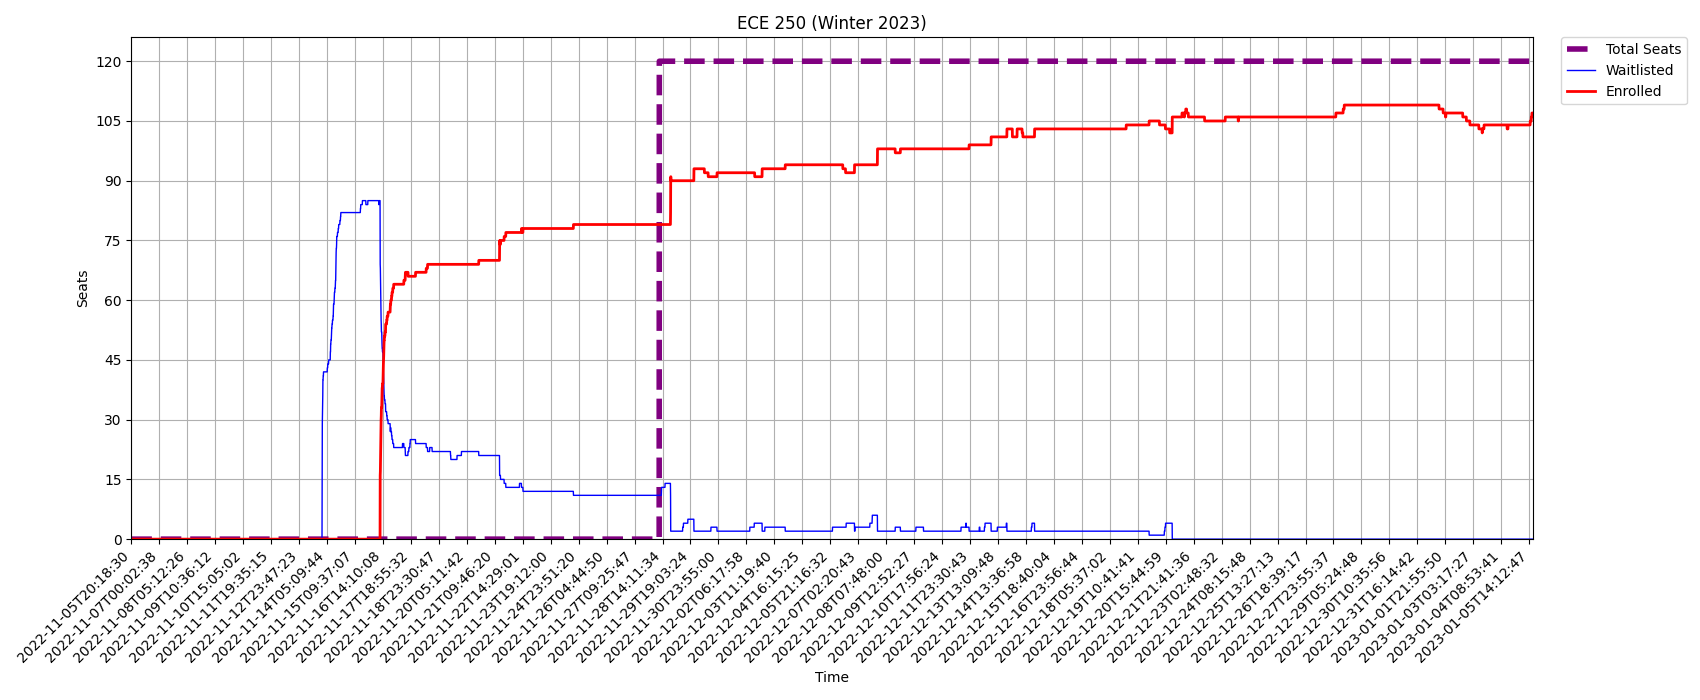 ECE 250 (Winter 2023)
Total Seats
Waitlisted
Enrolled
120
105
90
75
60
45
30
15
0
Seats
2022-11-05T20:18:30
2022-11-07T00:02:38
2022-11-08T05:12:26
2022-11-09T10:36:12
2022-11-10T15:05:02
2022-11-11T19:35:15
2022-11-12T23:47:23
2022-11-14T05:09:44
2022-11-15T09:37:07
2022-11-16T14:10:08
2022-11-17T18:55:32
2022-11-18T23:30:47
2022-11-20T05:11:42
2022-11-21T09:46:20
2022-11-22T14:29:01
2022-11-23T19:12:00
2022-11-24T23:51:20
2022-11-26T04:44:50
2022-11-27T09:25:47
2022-11-28T14:11:34
2022-11-29T19:03:24
2022-11-30T23:55:00
2022-12-02T06:17:58
2022-12-03T11:19:40
2022-12-04T16:15:25
2022-12-05T21:16:32
2022-12-07T02:20:43
2022-12-08T07:48:00
2022-12-09T12:52:27
2022-12-10T17:56:24
2022-12-11T23:30:43
2022-12-13T13:09:48
2022-12-14T13:36:58
2022-12-15T18:40:04
2022-12-16T23:56:44
2022-12-18T05:37:02
2022-12-19T10:41:41
2022-12-20T15:44:59
2022-12-21T21:41:36
2022-12-23T02:48:32
2022-12-24T08:15:48
2022-12-25T13:27:13
2022-12-26T18:39:17
2022-12-27T23:55:37
2022-12-29T05:24:48
2022-12-30T10:35:56
2022-12-31T16:14:42
2023-01-01T21:55:50
2023-01-03T03:17:27
2023-01-04T08:53:41
2023-01-05T14:12:47
Time